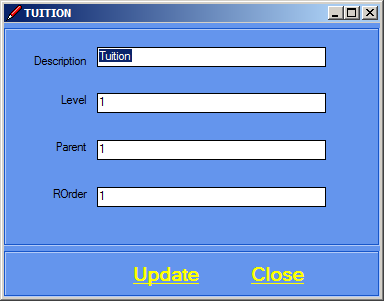 TUITION
Description Tuition
Level 1
Parent 1
ROrder 1
Update Close